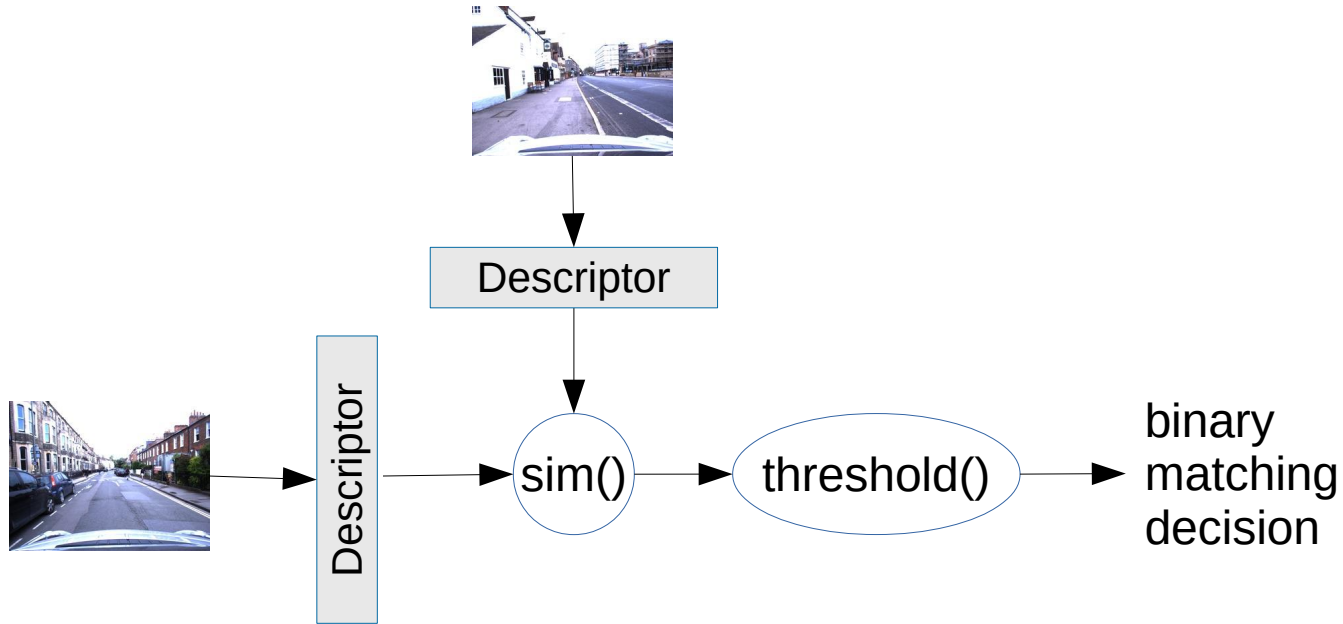 Descriptor
Descriptor
sim()
threshold()
binary
matching
decision